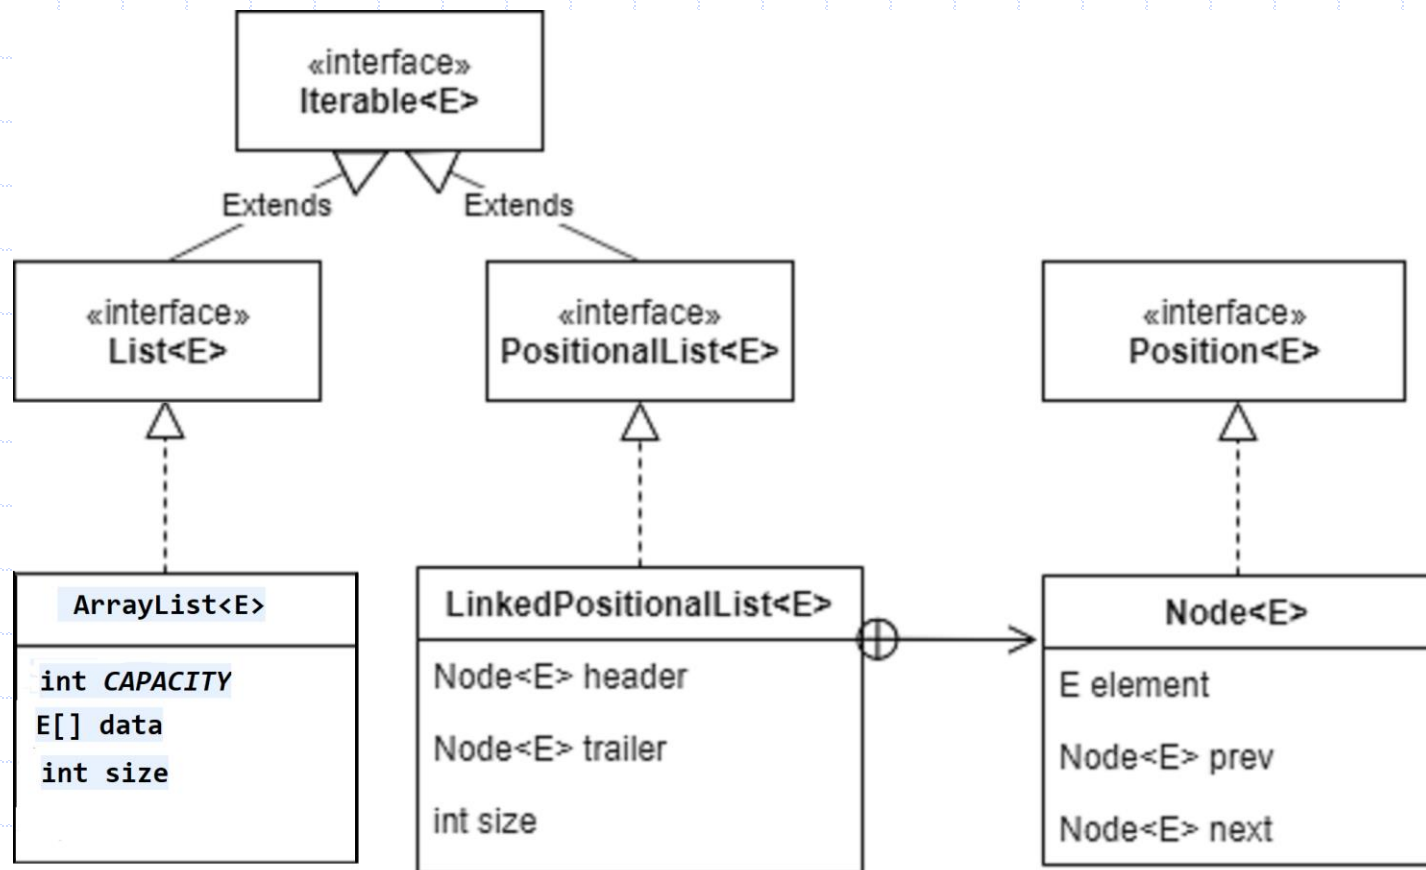 «interface»
Iterable<E>
Extends
Extends
«interface»
List<E>
«interface»
PositionalList<E>
«interface»
Position<E>
ArrayList<E>
int CAPACITY
E[] data
int size
LinkedPositionalList<E>
Node<E> header
Node<E> trailer
int size
Node<E>
E element
Node<E> prev
Node<E> next